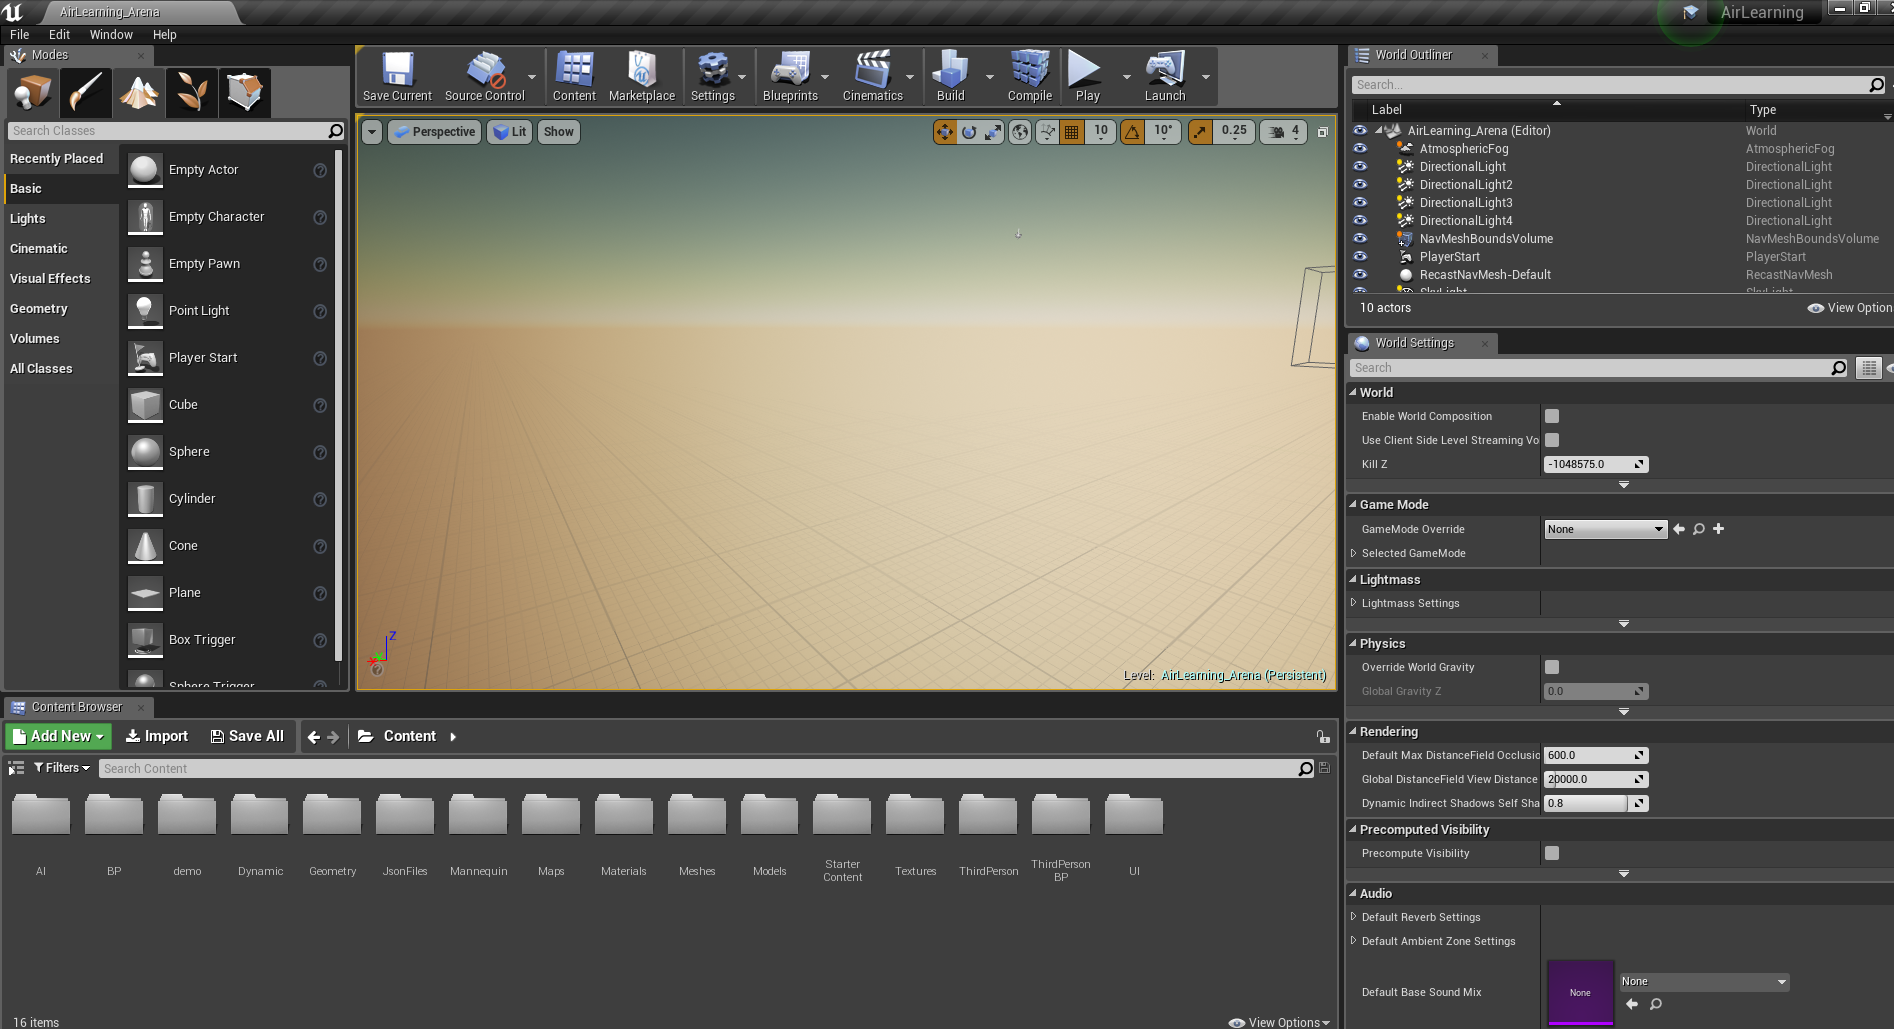 AirLearning_Arena
AirLearning
File Edit Window Help
Modes
Search Classes
Recently Placed
Basic
Lights
Cinematic
Visual Effects
Geometry
Volumes
All Classes
Empty Actor
Empty Character
Empty Pawn
Point Light
Player Start
Cube
Sphere
Cylinder
Cone
Plane
Box Trigger
Sphere Trigger
Save Current Source Control Content Marketplace Settings Blueprints Cinematics Build Compile Play Launch
Perspective Lit Show 10 10° 0.25 4
Z
Level: AirLearning_Arena (Persistent)
World Outliner
Search...
Label Type
AirLearning_Arena (Editor) World
AtmosphericFog AtmosphericFog
DirectionalLight DirectionalLight
DirectionalLight2 DirectionalLight
DirectionalLight3 DirectionalLight
DirectionalLight4 DirectionalLight
NavMeshBoundsVolume NavMeshBoundsVolume
PlayerStart PlayerStart
RecastNavMesh-Default RecastNavMesh
SkyLight SkyLight
10 actors View Option
World Settings
Search
World
Enable World Composition
Use Client Side Level Streaming Vo
Kill Z -1048575.0
Game Mode
GameMode Override None
Selected GameMode
Lightmass
Lightmass Settings
Physics
Override World Gravity
Global Gravity Z 0.0
Rendering
Default Max DistanceField Occlusio 600.0
Global DistanceField View Distance 20000.0
Dynamic Indirect Shadows Self Sha 0.8
Precomputed Visibility
Precompute Visibility
Audio
Default Reverb Settings
Default Ambient Zone Settings
Default Base Sound Mix None None
Content Browser
Add New Import Save All Content
Filters Search Content
AI BP demo Dynamic Geometry JsonFiles Mannequin Maps Materials Meshes Models Starter Content Textures ThirdPerson ThirdPerson BP UI
16 items View Options